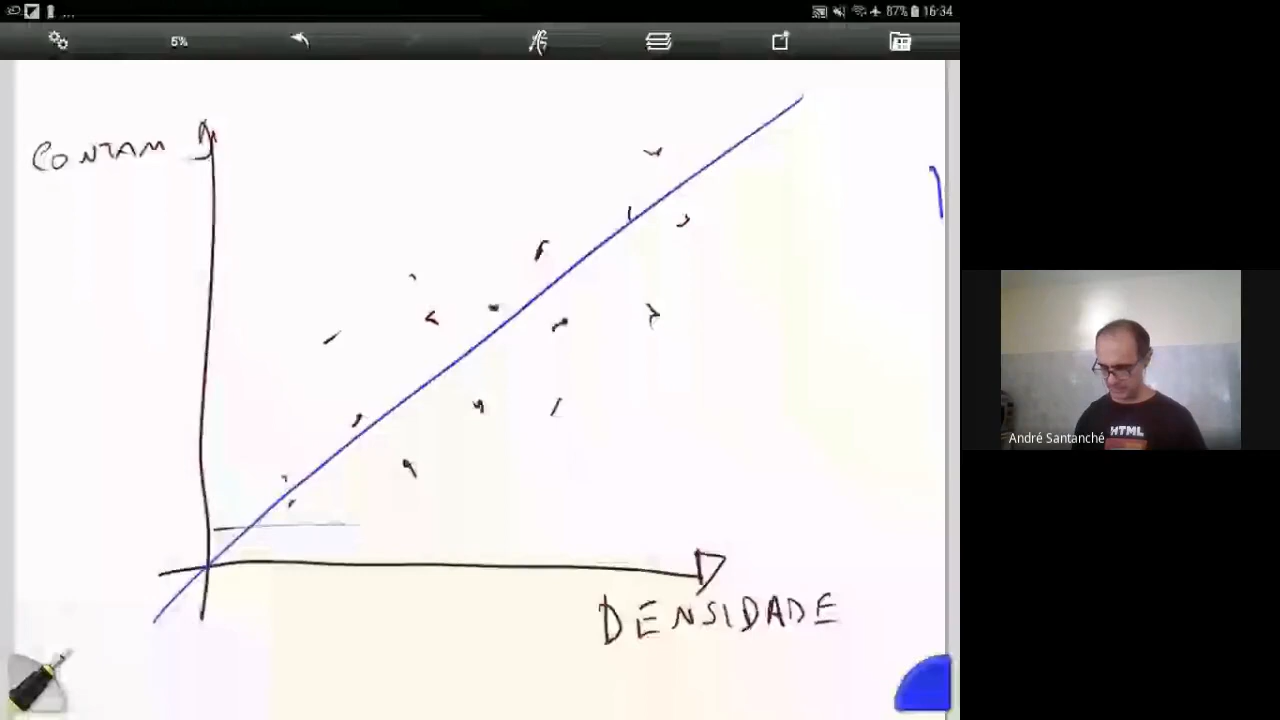 87% 16:34
5%
CONTAM
DENSIDADE
HTML
André Santanché